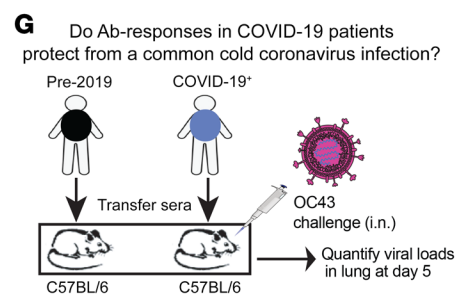 G
Do Ab-responses in COVID-19 patients
protect from a common cold coronavirus infection?
Pre-2019
COVID-19⁺
Transfer sera
OC43
challenge (i.n.)
Quantify viral loads
in lung at day 5
C57BL/6
C57BL/6